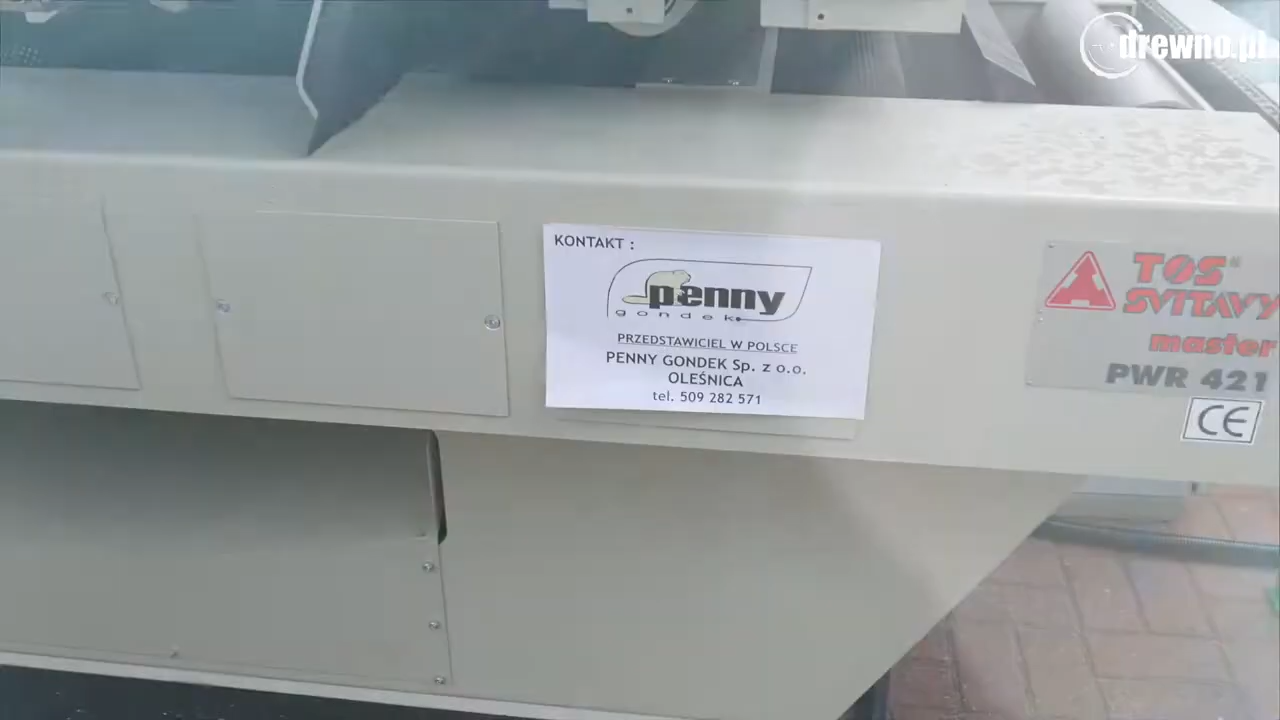 drewno.pl
KONTAKT :
penny
gondek
PRZEDSTAWICIEL W POLSCE
PENNY GONDEK Sp. z o.o.
OLEŚNICA
tel. 509 282 571
TOS®
SVITAVY
master
PWR 421
CE